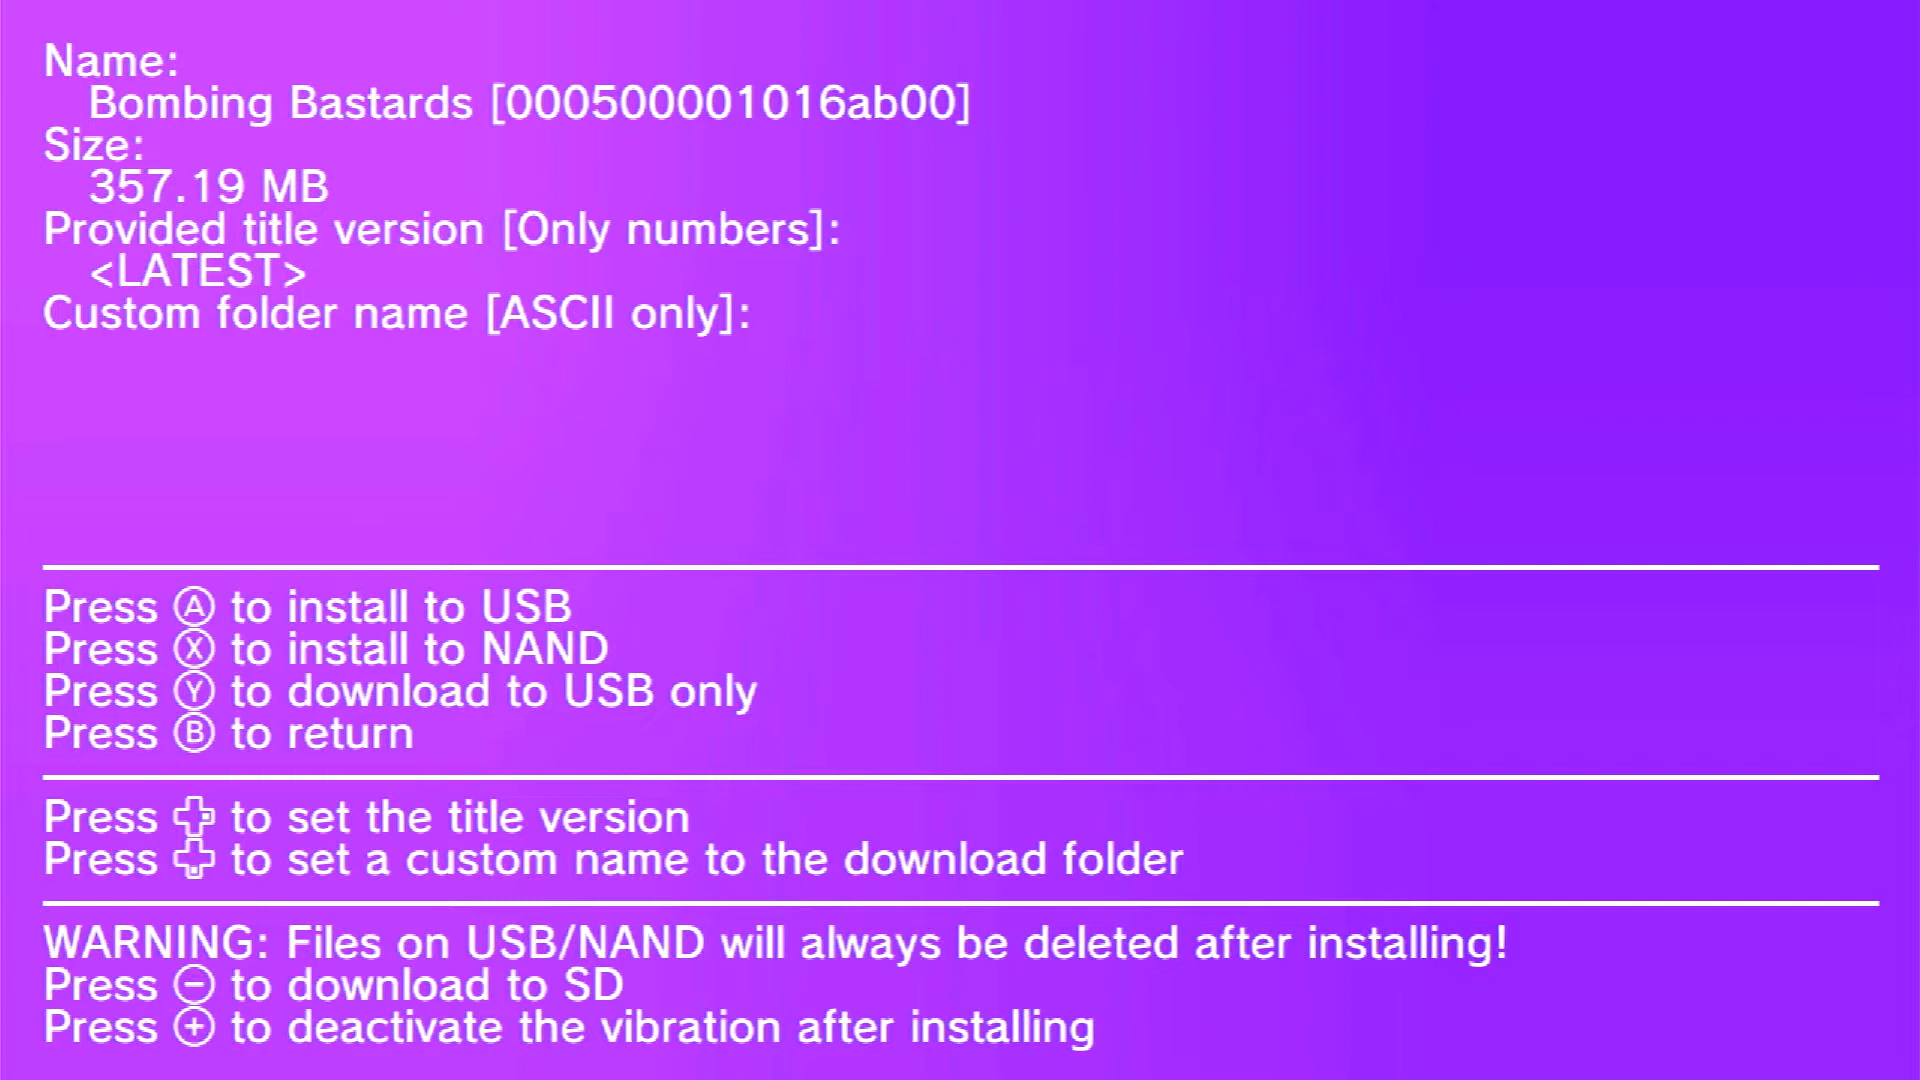 Name:
Bombing Bastards [000500001016ab00]
Size:
357.19 MB
Provided title version [Only numbers]:
<LATEST>
Custom folder name [ASCII only]:
Press Ⓐ to install to USB
Press Ⓧ to install to NAND
Press Ⓨ to download to USB only
Press Ⓑ to return
Press to set the title version
Press to set a custom name to the download folder
WARNING: Files on USB/NAND will always be deleted after installing!
Press ⊖ to download to SD
Press ⊕ to deactivate the vibration after installing